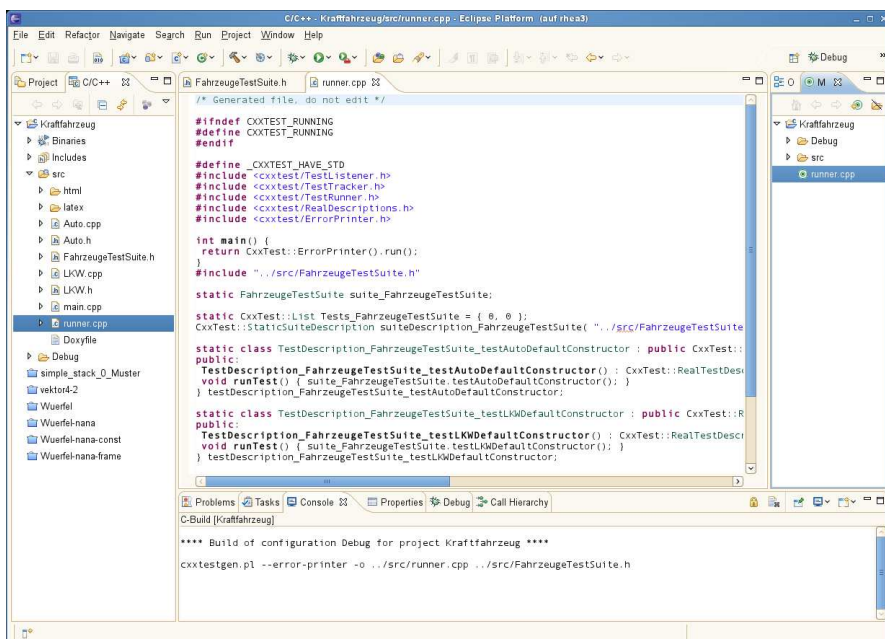 C/C++ - Kraftfahrzeug/src/runner.cpp - Eclipse Platform (auf rhea3)
File Edit Refactor Navigate Search Run Project Window Help
Debug
Project C/C++
FahrzeugeTestSuite.h runner.cpp
O M
Kraftfahrzeug
Binaries
Includes
src
html
latex
Auto.cpp
Auto.h
FahrzeugeTestSuite.h
LKW.cpp
LKW.h
main.cpp
runner.cpp
Doxyfile
Debug
simple_stack_0_Muster
vektor4-2
Wuerfel
Wuerfel-nana
Wuerfel-nana-const
Wuerfel-nana-frame
/* Generated file, do not edit */
#ifndef CXXTEST_RUNNING
#define CXXTEST_RUNNING
#endif
#define _CXXTEST_HAVE_STD
#include <cxxtest/TestListener.h>
#include <cxxtest/TestTracker.h>
#include <cxxtest/TestRunner.h>
#include <cxxtest/RealDescriptions.h>
#include <cxxtest/ErrorPrinter.h>
int main() {
return CxxTest::ErrorPrinter().run();
}
#include "../src/FahrzeugeTestSuite.h"
static FahrzeugeTestSuite suite_FahrzeugeTestSuite;
static CxxTest::List Tests_FahrzeugeTestSuite = { 0, 0 };
CxxTest::StaticSuiteDescription suiteDescription_FahrzeugeTestSuite( "../src/FahrzeugeTestSuite
static class TestDescription_FahrzeugeTestSuite_testAutoDefaultConstructor : public CxxTest::
public:
TestDescription_FahrzeugeTestSuite_testAutoDefaultConstructor() : CxxTest::RealTestDesc
void runTest() { suite_FahrzeugeTestSuite.testAutoDefaultConstructor(); }
} testDescription_FahrzeugeTestSuite_testAutoDefaultConstructor;
static class TestDescription_FahrzeugeTestSuite_testLKWDefaultConstructor : public CxxTest::R
public:
TestDescription_FahrzeugeTestSuite_testLKWDefaultConstructor() : CxxTest::RealTestDescr
void runTest() { suite_FahrzeugeTestSuite.testLKWDefaultConstructor(); }
} testDescription_FahrzeugeTestSuite_testLKWDefaultConstructor;
Kraftfahrzeug
Debug
src
runner.cpp
Problems Tasks Console Properties Debug Call Hierarchy
C-Build [Kraftfahrzeug]
**** Build of configuration Debug for project Kraftfahrzeug ****
cxxtestgen.pl --error-printer -o ../src/runner.cpp ../src/FahrzeugeTestSuite.h